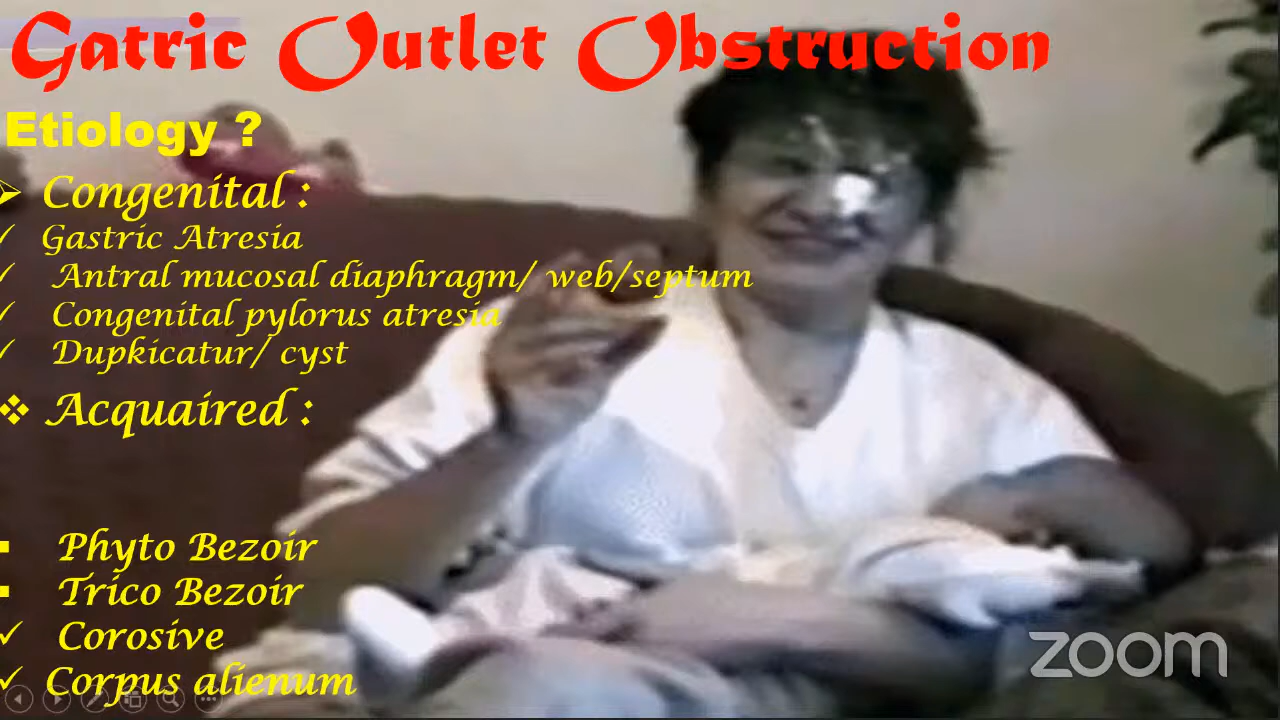 Gatric Outlet Obstruction
Etiology ?
Congenital :
Gastric Atresia
Antral mucosal diaphragm/ web/septum
Congenital pylorus atresia
Dupkicatur/ cyst
Acquaired :
Phyto Bezoir
Trico Bezoir
Corosive
Corpus alienum
zoom